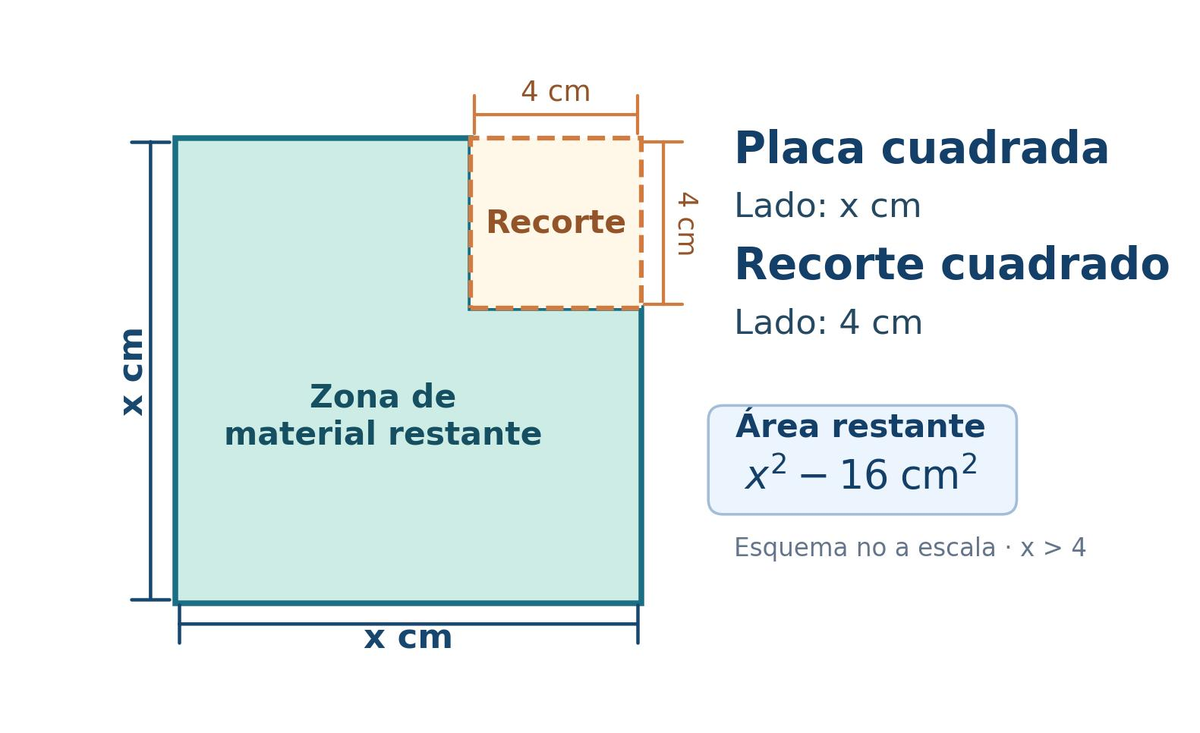 4 cm
Placa cuadrada
Lado: x cm
Recorte
4 cm
Recorte cuadrado
Lado: 4 cm
x cm
Zona de
material restante
Área restante
x² − 16 cm²
Esquema no a escala · x > 4
x cm